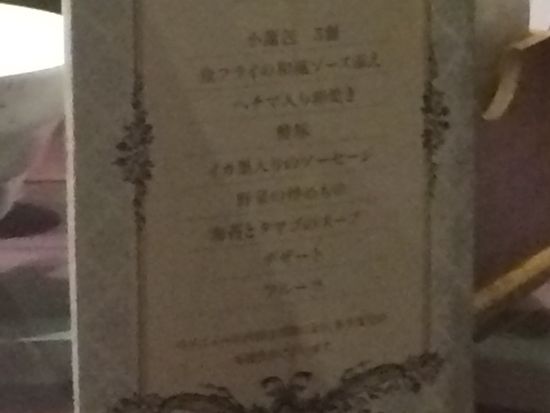 小籠包 5個
魚フライの和風ソース添え
ヘチマ入り卵焼き
酢豚
イカ墨入りのソーセージ
野菜の炒めもの
海苔とタマゴのスープ
デザート
フルーツ